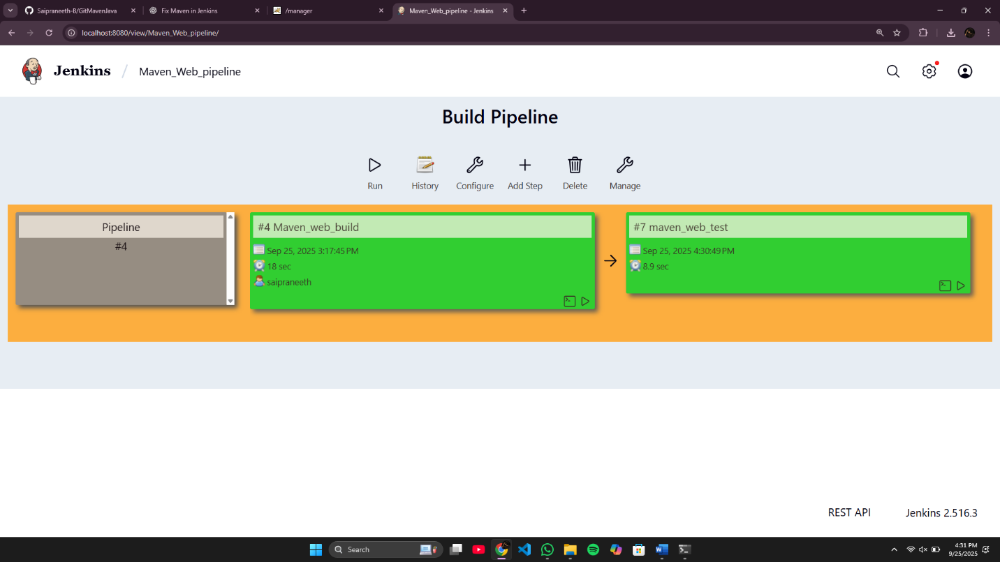 Saipraneeth-B/GitMavenJava
Fix Maven in Jenkins
/manager
Maven_Web_pipeline - Jenkins
localhost:8080/view/Maven_Web_pipeline/
Jenkins / Maven_Web_pipeline
Build Pipeline
Run History Configure Add Step Delete Manage
Pipeline
#4
#4 Maven_web_build
Sep 25, 2025 3:17:45 PM
18 sec
saipraneeth
#7 maven_web_test
Sep 25, 2025 4:30:49 PM
8.9 sec
REST API Jenkins 2.516.3
Search
4:31 PM
9/25/2025